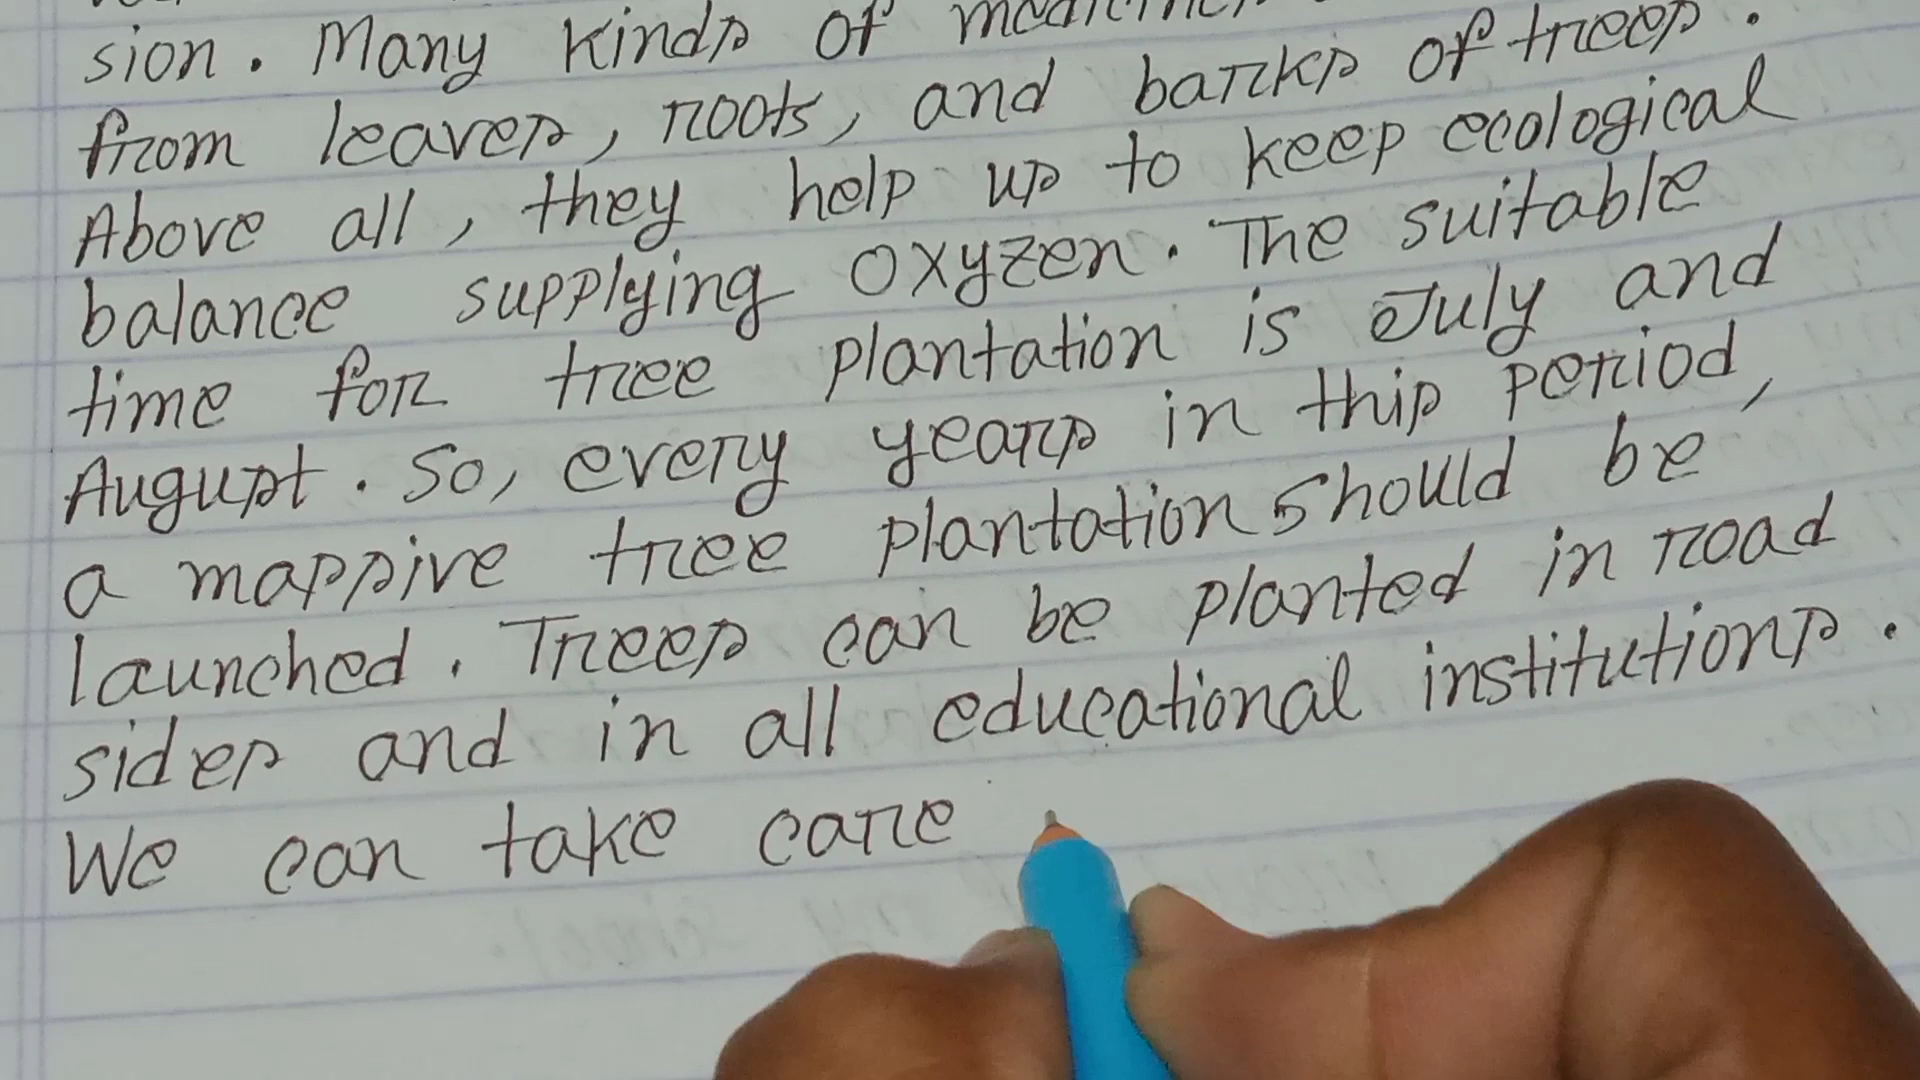 sion. Many kinds of
from leaves, roots, and barks of trees.
Above all, they help us to keep ecological
balance supplying oxyzen. The suitable
time for tree plantation is July and
August. So, every years in this period,
a massive tree plantation should be
launched. Trees can be planted in road
sides and in all educational institutions.
We can take care